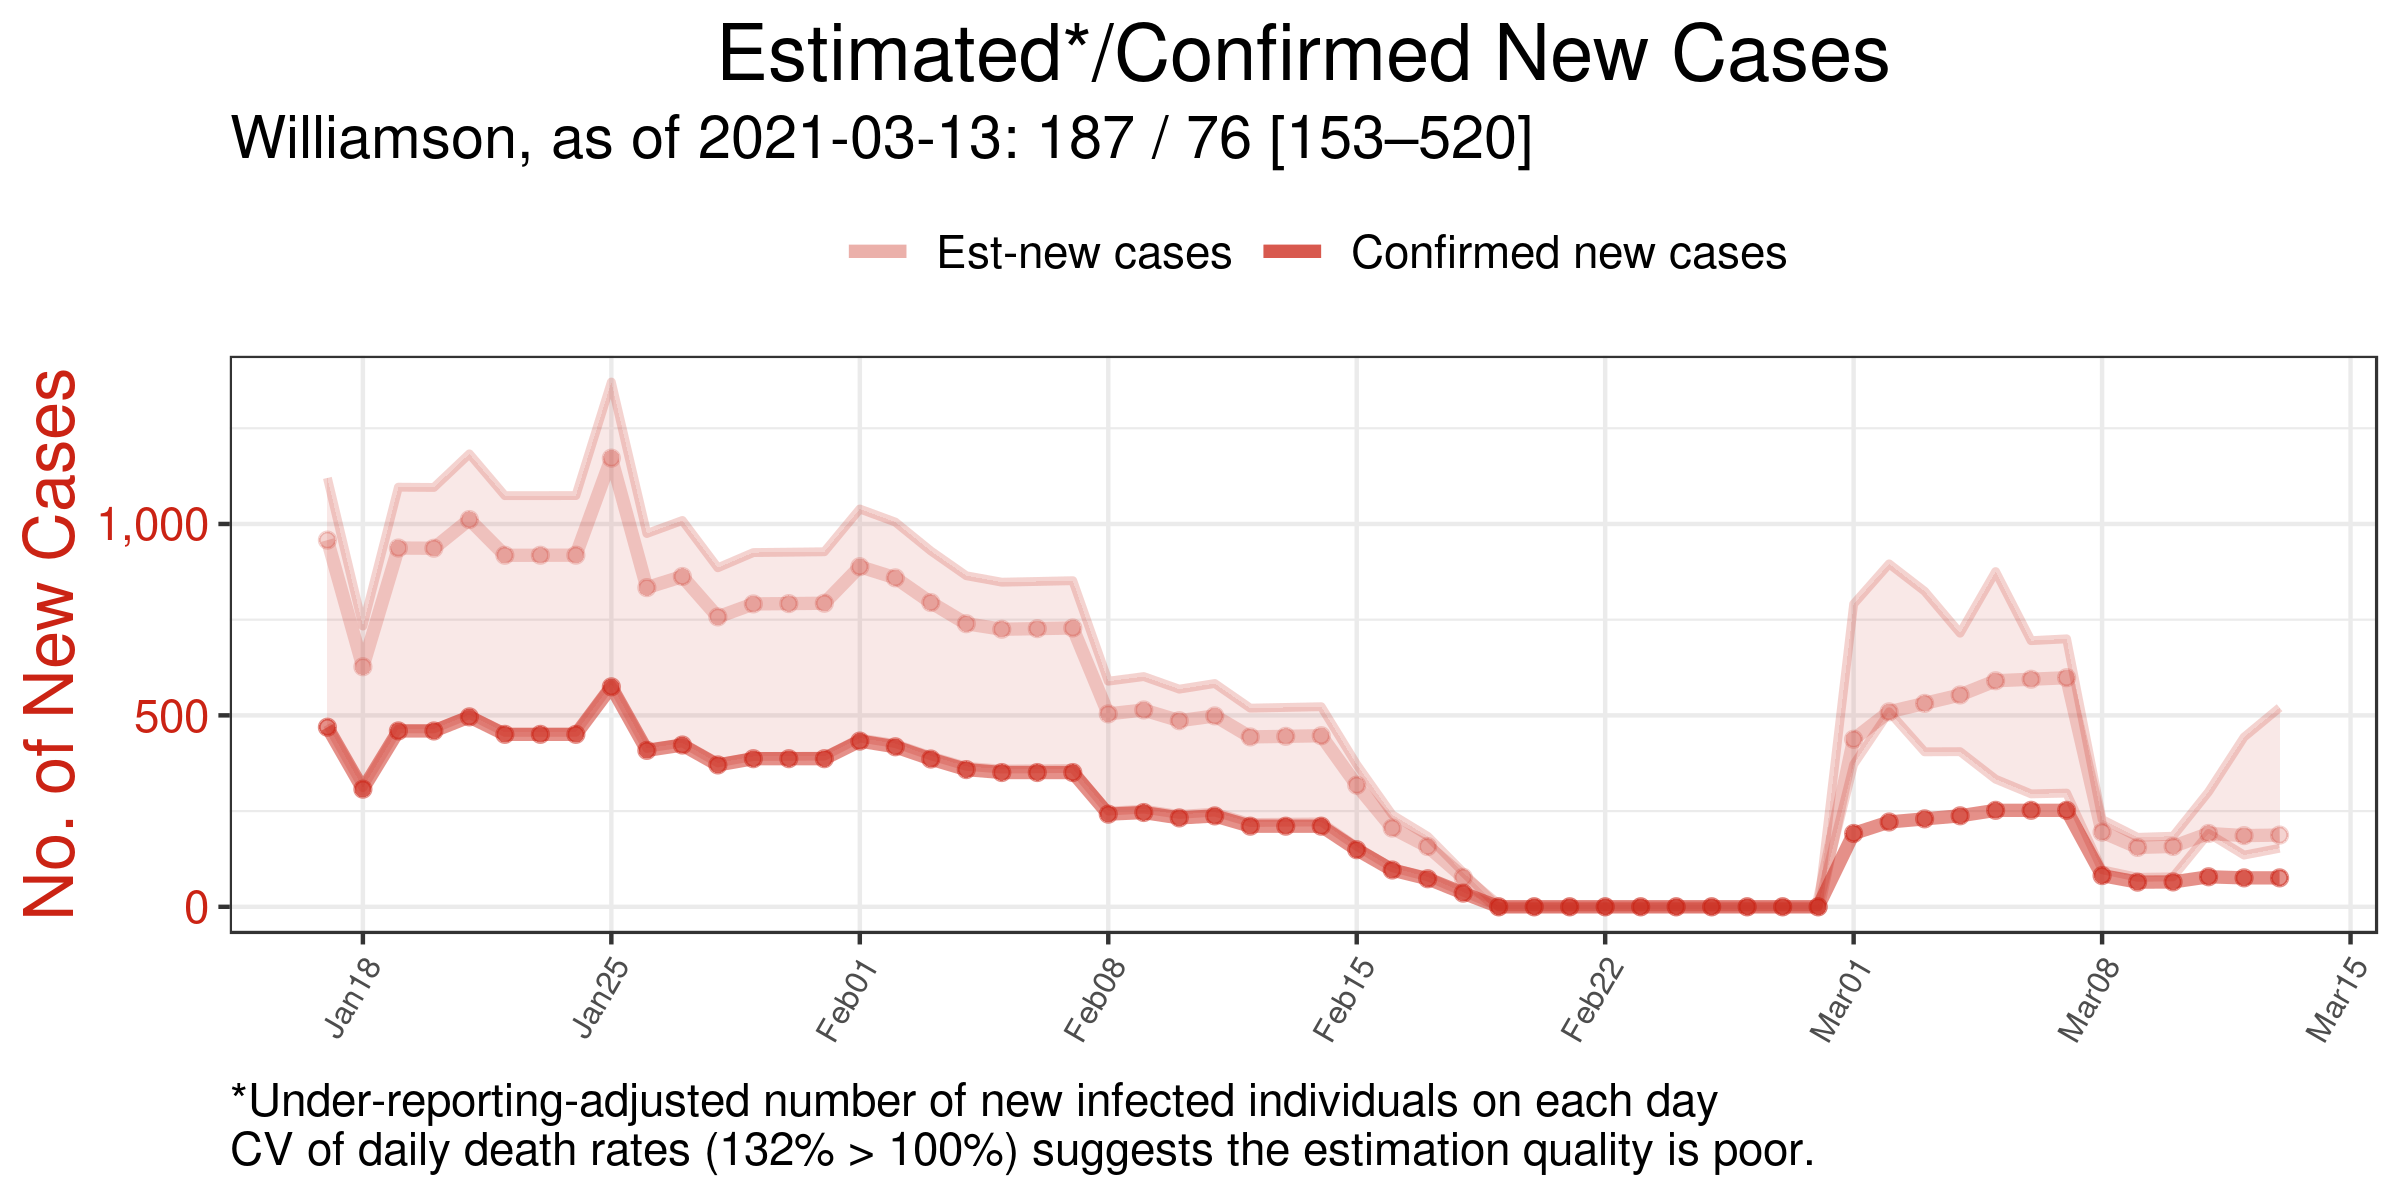 Estimated*/Confirmed New Cases
Williamson, as of 2021-03-13: 187 / 76 [153–520]
Est-new cases Confirmed new cases
No. of New Cases
1,000
500
0
Jan18 Jan25 Feb01 Feb08 Feb15 Feb22 Mar01 Mar08 Mar15
*Under-reporting-adjusted number of new infected individuals on each day
CV of daily death rates (132% > 100%) suggests the estimation quality is poor.